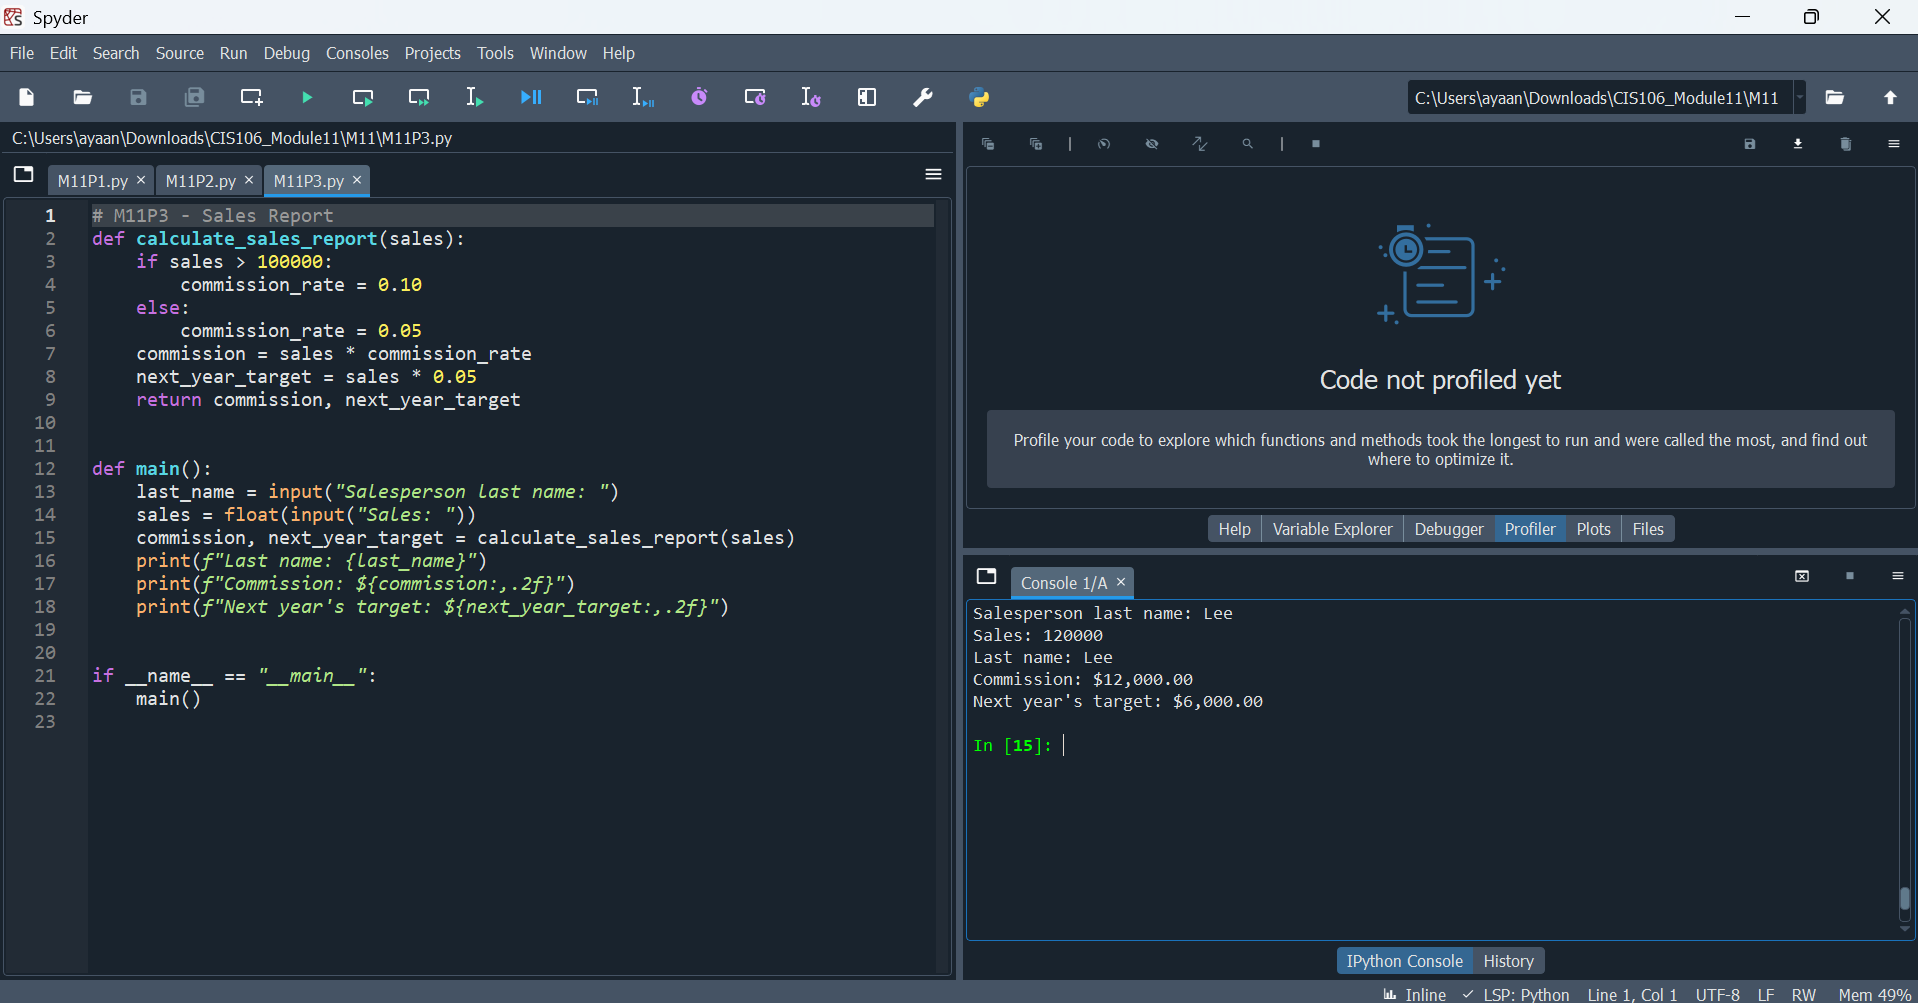 Spyder
File Edit Search Source Run Debug Consoles Projects Tools Window Help
C:\Users\ayaan\Downloads\CIS106_Module11\M11
C:\Users\ayaan\Downloads\CIS106_Module11\M11\M11P3.py
M11P1.py M11P2.py M11P3.py
1 # M11P3 - Sales Report
2 def calculate_sales_report(sales):
3     if sales > 100000:
4         commission_rate = 0.10
5     else:
6         commission_rate = 0.05
7     commission = sales * commission_rate
8     next_year_target = sales * 0.05
9     return commission, next_year_target
10
11
12 def main():
13     last_name = input("Salesperson last name: ")
14     sales = float(input("Sales: "))
15     commission, next_year_target = calculate_sales_report(sales)
16     print(f"Last name: {last_name}")
17     print(f"Commission: ${commission:,.2f}")
18     print(f"Next year's target: ${next_year_target:,.2f}")
19
20
21 if __name__ == "__main__":
22     main()
23
Code not profiled yet
Profile your code to explore which functions and methods took the longest to run and were called the most, and find out
where to optimize it.
Help Variable Explorer Debugger Profiler Plots Files
Console 1/A
Salesperson last name: Lee
Sales: 120000
Last name: Lee
Commission: $12,000.00
Next year's target: $6,000.00
In [15]:
IPython Console History
Inline LSP: Python Line 1, Col 1 UTF-8 LF RW Mem 49%